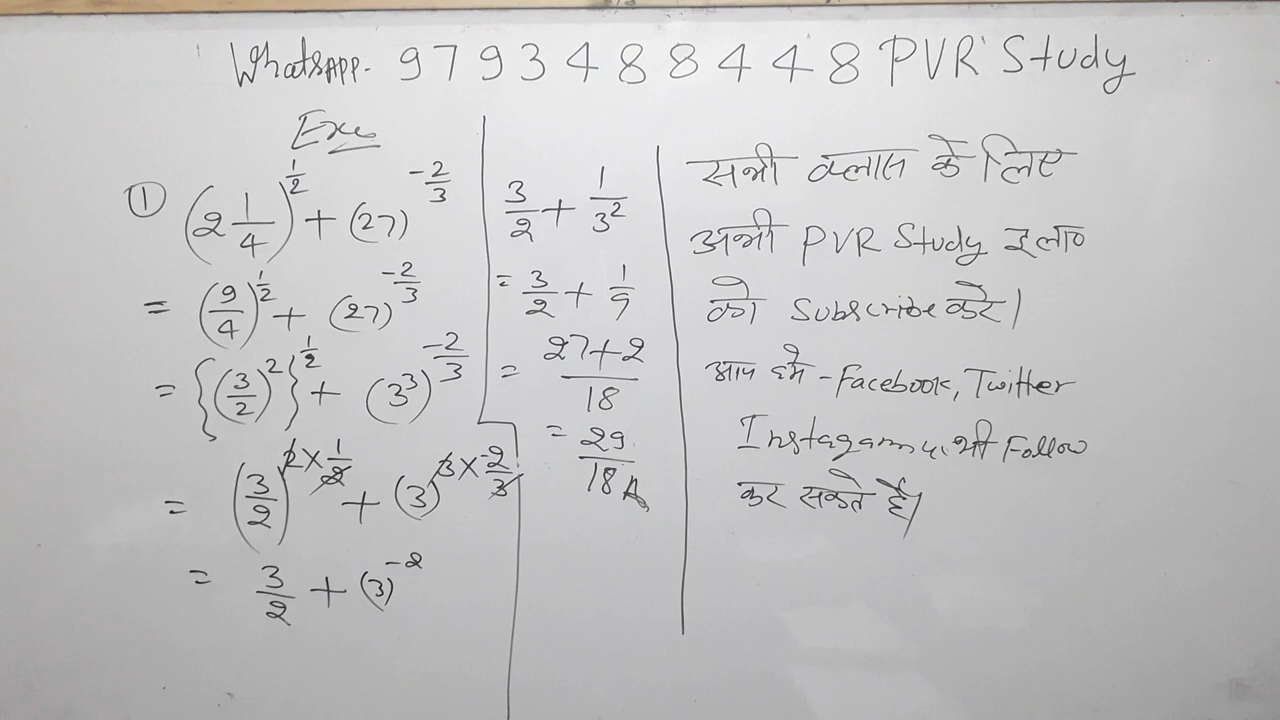 WhatsAPP. 9793488448 PVR Study
Exe
① (2 1/4)^1/2 + (27)^-2/3
= (9/4)^1/2 + (27)^-2/3
= {(3/2)^2}^1/2 + (3^3)^-2/3
= (3/2)^2×1/2 + (3)^3×-2/3
= 3/2 + (3)^-2
3/2 + 1/3^2
= 3/2 + 1/9
= 27+2/18
= 29/18 A
सभी क्लास के लिए
अभी PVR Study
को Subscribe करे।
आप हमे - Facebook, Twitter
भी Follow
कर सकते है।